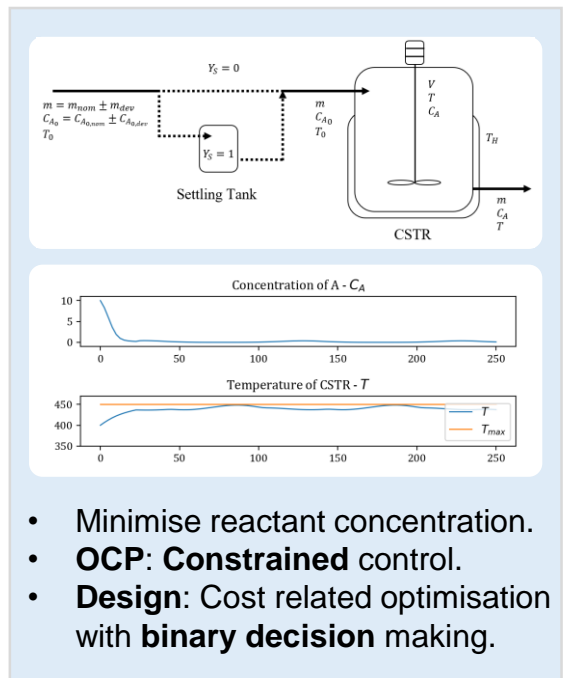 Y_S = 0
m = m_nom ± m_dev
C_A0 = C_A0,nom ± C_A0,dev
T_0
Y_S = 1
Settling Tank
m
C_A0
T_0
V
T
C_A
T_H
m
C_A
T
CSTR
Concentration of A - C_A
10
5
0
0 50 100 150 200 250
Temperature of CSTR - T
450
400
350
T
T_max
0 50 100 150 200 250
• Minimise reactant concentration.
• OCP: Constrained control.
• Design: Cost related optimisation
with binary decision making.